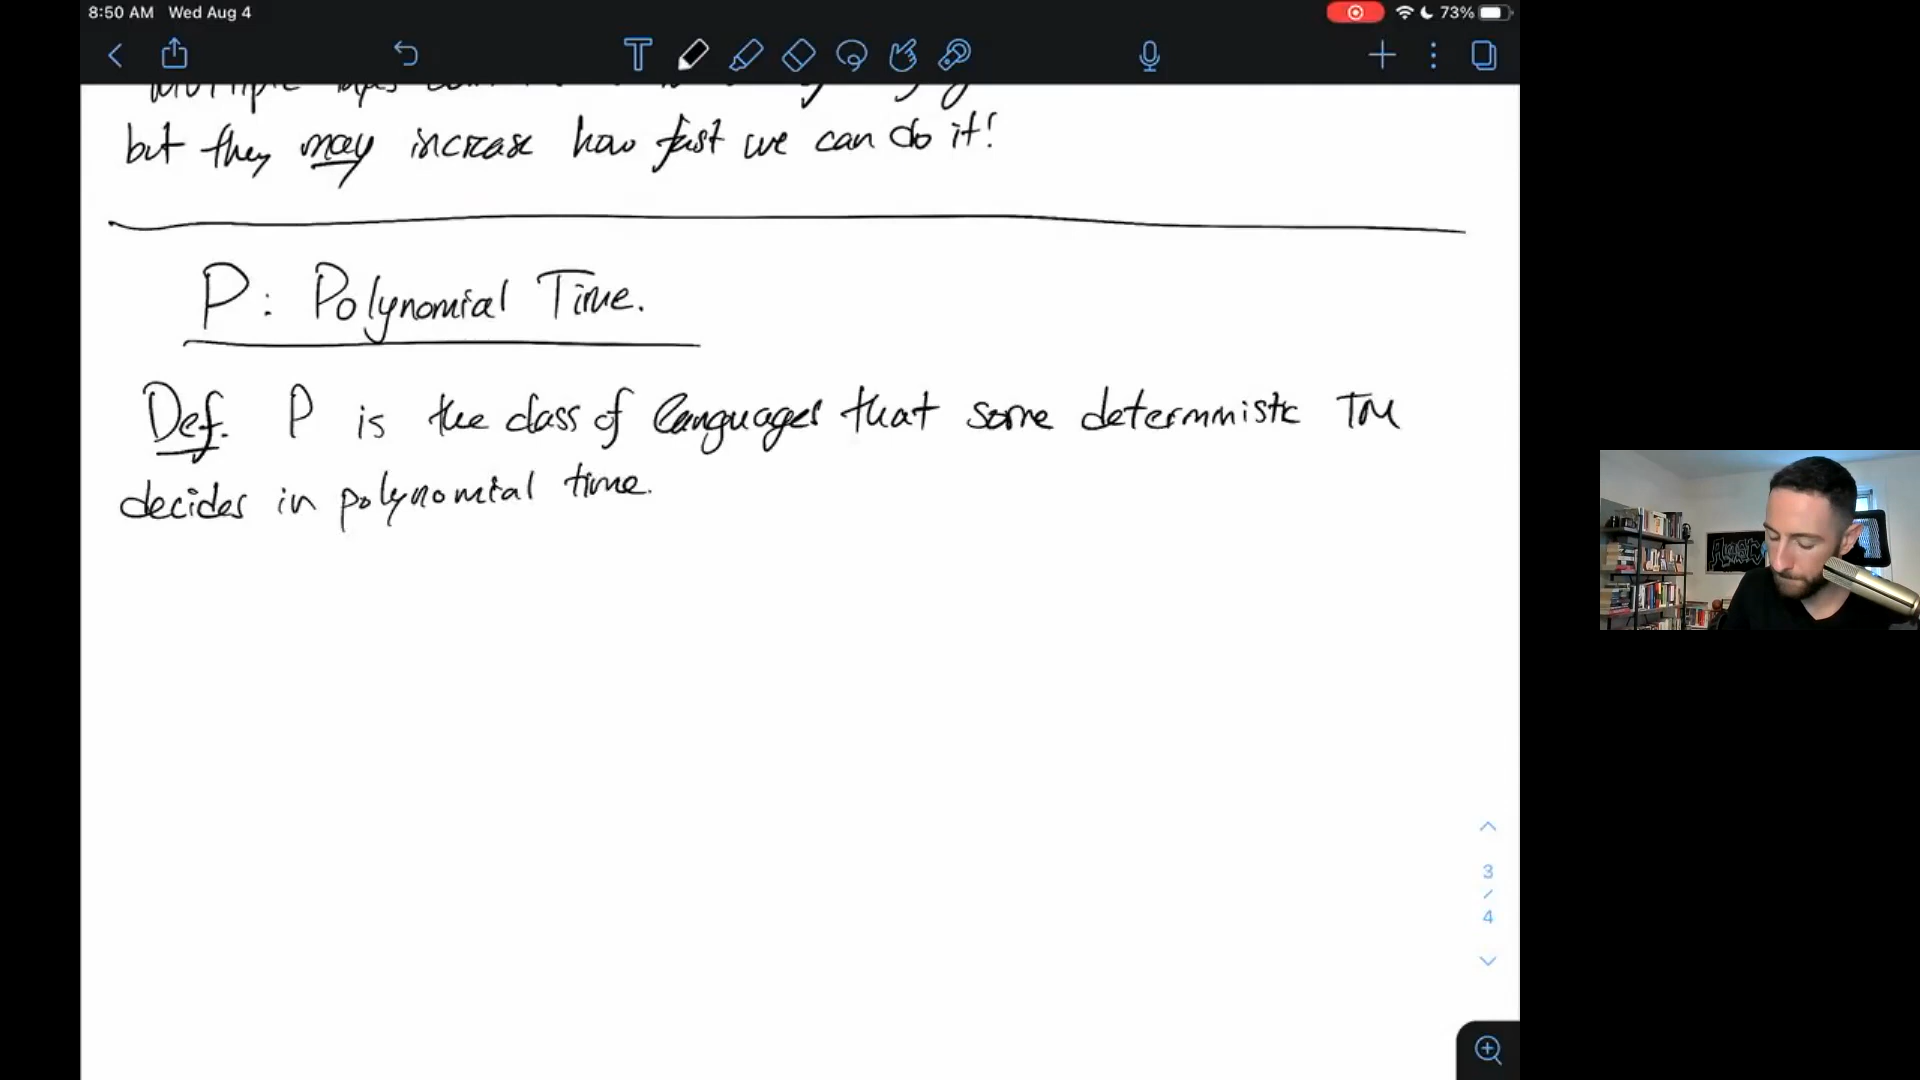 8:50 AM Wed Aug 4
73%
but they may increase how fast we can do it!
P: Polynomial Time.
Def. P is the class of languages that some deterministic TM
decides in polynomial time.
3
/
4